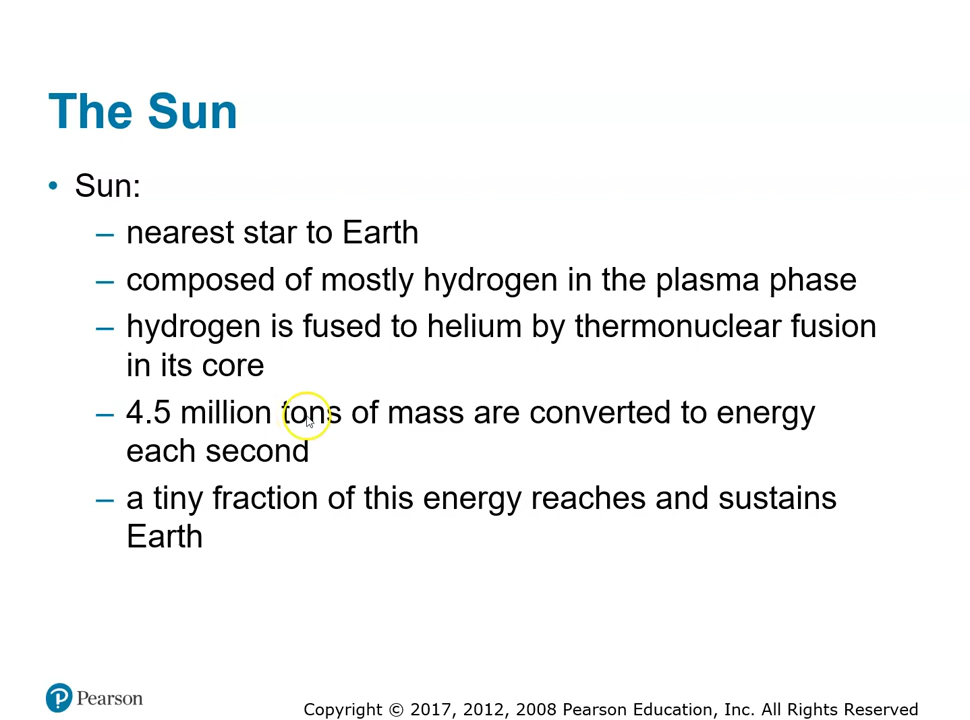 The Sun
• Sun:
– nearest star to Earth
– composed of mostly hydrogen in the plasma phase
– hydrogen is fused to helium by thermonuclear fusion
in its core
– 4.5 million tons of mass are converted to energy
each second
– a tiny fraction of this energy reaches and sustains
Earth
P Pearson
Copyright © 2017, 2012, 2008 Pearson Education, Inc. All Rights Reserved